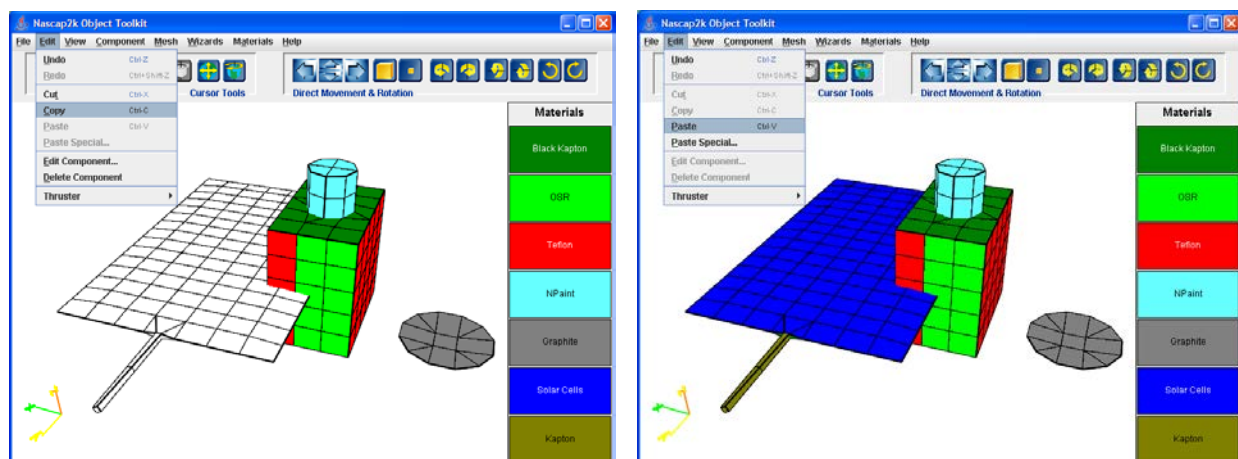 Nascap2k Object Toolkit
File Edit View Component Mesh Wizards Materials Help
Undo Ctrl-Z
Redo Ctrl+Shift-Z
Cut Ctrl-X
Copy Ctrl-C
Paste Ctrl-V
Paste Special...
Edit Component...
Delete Component
Thruster
Cursor Tools
Direct Movement & Rotation
Materials
Black Kapton
OSR
Teflon
NPaint
Graphite
Solar Cells
Kapton
Nascap2k Object Toolkit
File Edit View Component Mesh Wizards Materials Help
Undo Ctrl-Z
Redo Ctrl+Shift-Z
Cut Ctrl-X
Copy Ctrl-C
Paste Ctrl-V
Paste Special...
Edit Component...
Delete Component
Thruster
Cursor Tools
Direct Movement & Rotation
Materials
Black Kapton
OSR
Teflon
NPaint
Graphite
Solar Cells
Kapton